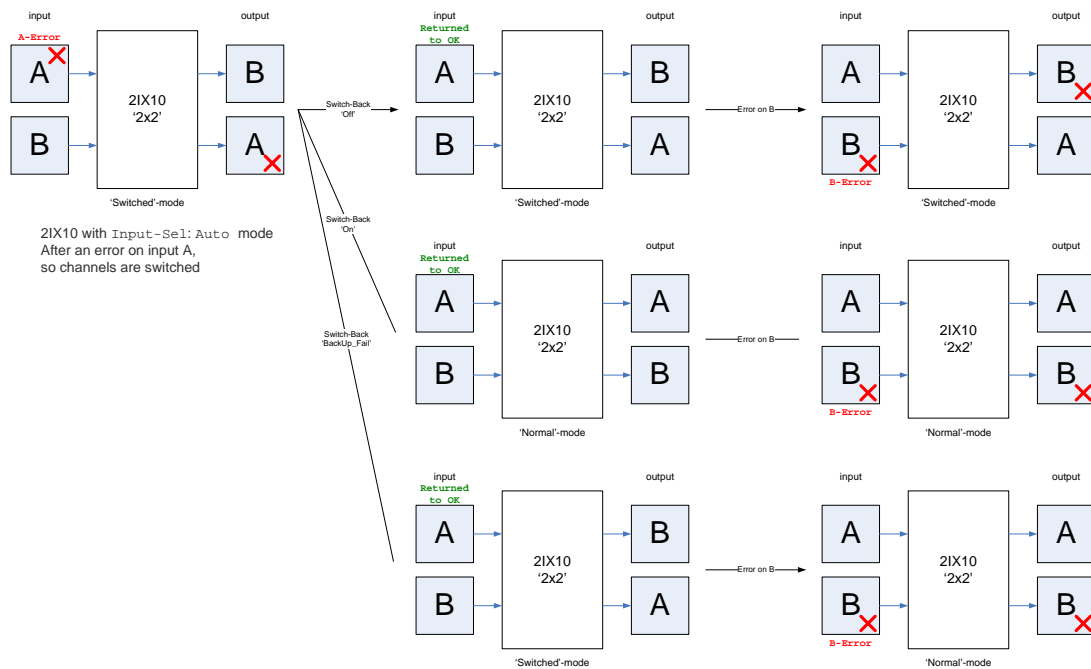 input
output
A-Error
A
B
2IX10
‘2x2’
B
A
‘Switched’-mode
2IX10 with Input-Sel: Auto mode
After an error on input A,
so channels are switched
Switch-Back
‘Off’
Switch-Back
‘On’
Switch-Back
‘BackUp_Fail’
input
output
Returned
to OK
A
B
2IX10
‘2x2’
B
A
‘Switched’-mode
Error on B
input
output
A
B
B-Error
2IX10
‘2x2’
B
A
‘Switched’-mode
input
output
Returned
to OK
A
B
2IX10
‘2x2’
A
B
‘Normal’-mode
Error on B
input
output
A
B
B-Error
2IX10
‘2x2’
A
B
‘Normal’-mode
input
output
Returned
to OK
A
B
2IX10
‘2x2’
B
A
‘Switched’-mode
Error on B
input
output
A
B
B-Error
2IX10
‘2x2’
A
B
‘Normal’-mode